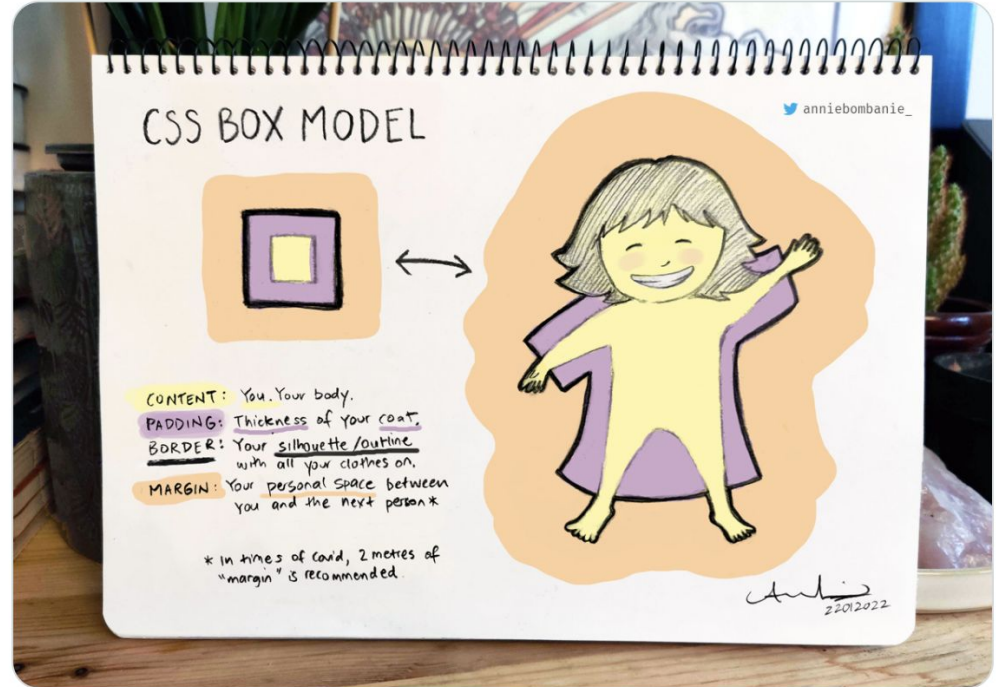 CSS BOX MODEL
anniebombanie_
CONTENT: You. Your body.
PADDING: Thickness of your coat.
BORDER: Your silhouette/outline
with all your clothes on.
MARGIN: Your personal space between
you and the next person*
* In times of covid, 2 metres of
"margin" is recommended.
22012022